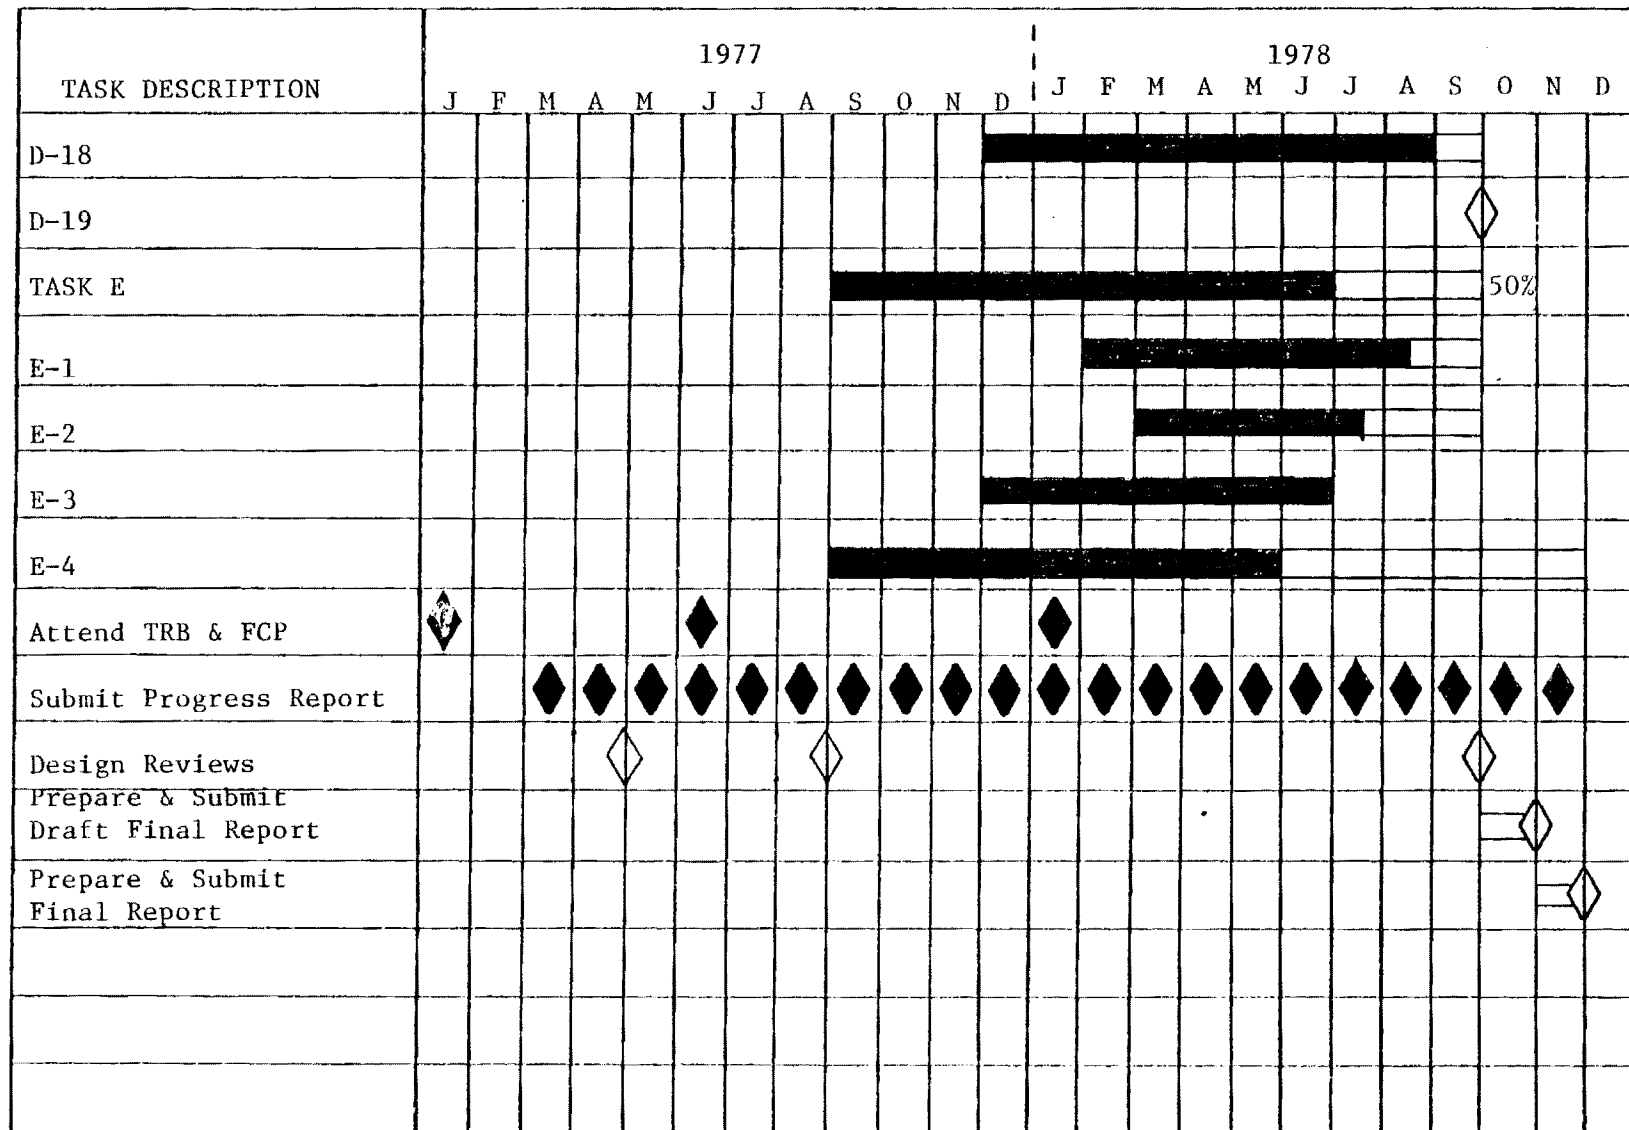 1977 1978
TASK DESCRIPTION J F M A M J J A S O N D J F M A M J J A S O N D
D-18
D-19
TASK E 50%
E-1
E-2
E-3
E-4
Attend TRB & FCP
Submit Progress Report
Design Reviews
Prepare & Submit
Draft Final Report
Prepare & Submit
Final Report